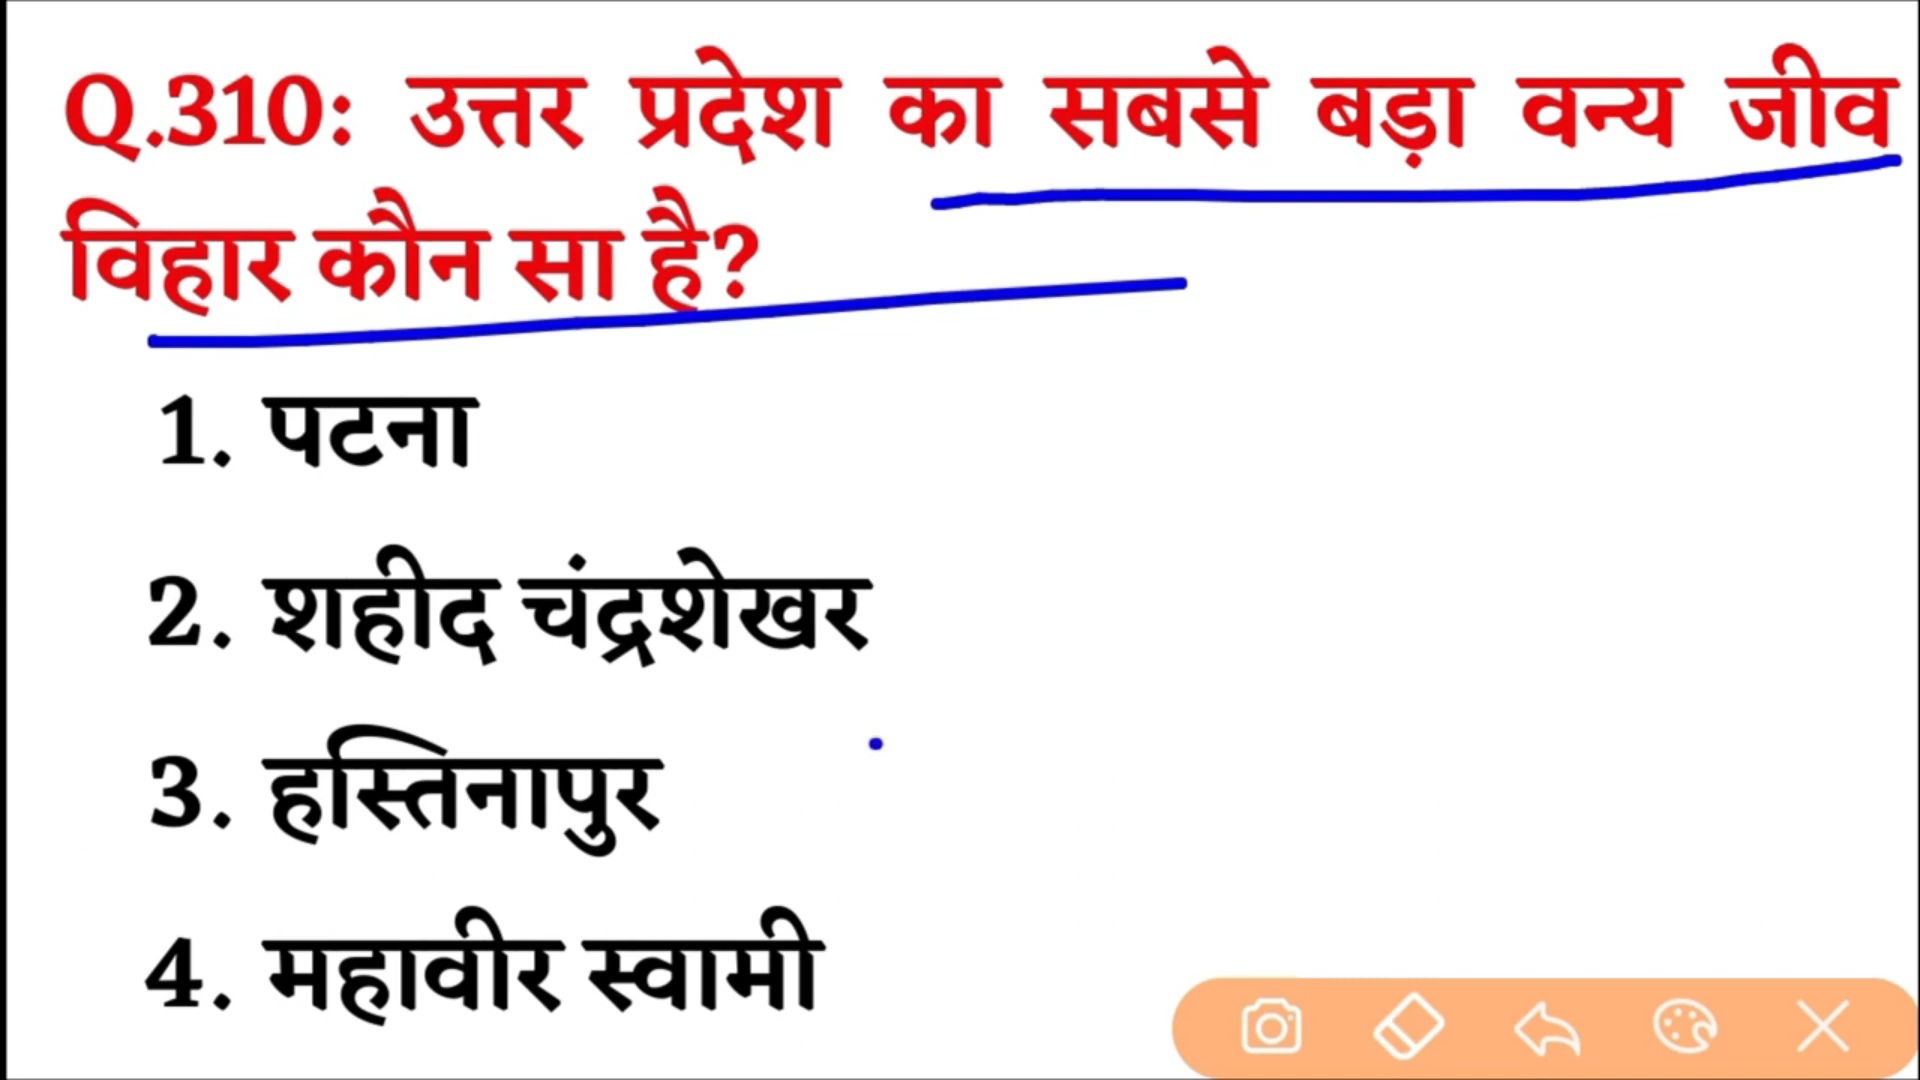 Q.310: उत्तर प्रदेश का सबसे बड़ा वन्य जीव
विहार कौन सा है?
1. पटना
2. शहीद चंद्रशेखर
3. हस्तिनापुर
4. महावीर स्वामी